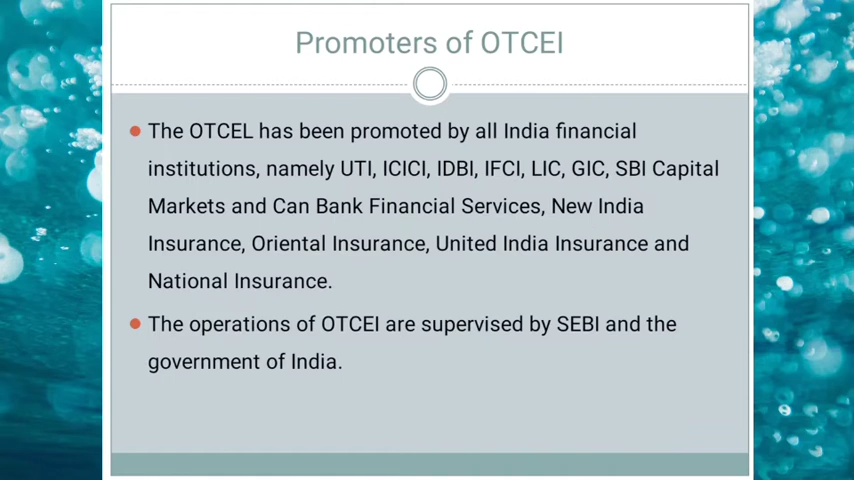 Promoters of OTCEI
The OTCEL has been promoted by all India financial
institutions, namely UTI, ICICI, IDBI, IFCI, LIC, GIC, SBI Capital
Markets and Can Bank Financial Services, New India
Insurance, Oriental Insurance, United India Insurance and
National Insurance.
The operations of OTCEI are supervised by SEBI and the
government of India.